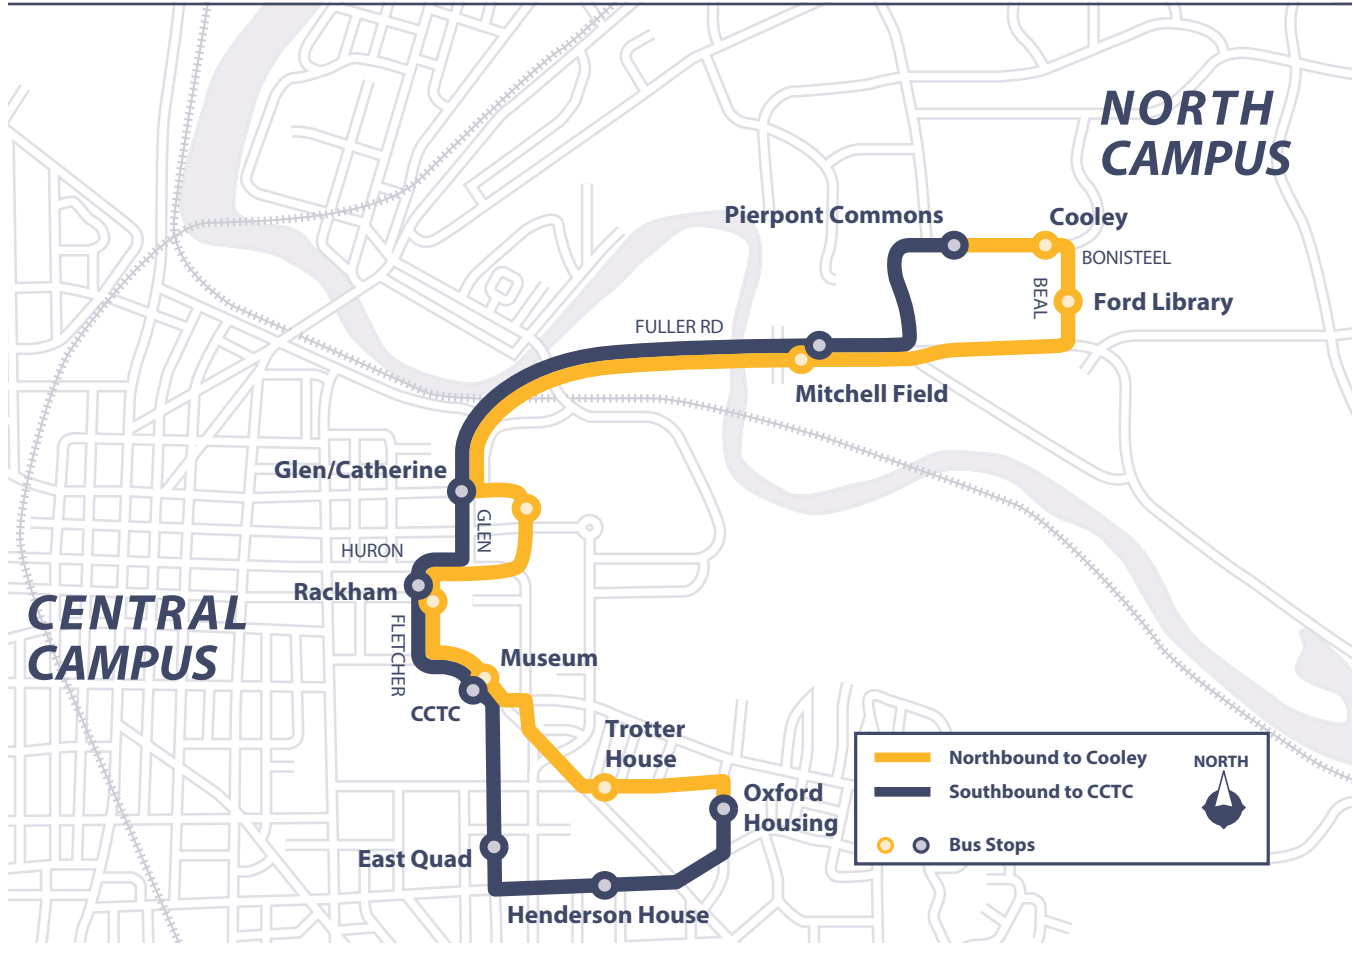 NORTH
CAMPUS
Pierpont Commons
Cooley
BONISTEEL
BEAL
Ford Library
FULLER RD
Mitchell Field
Glen/Catherine
GLEN
HURON
Rackham
CENTRAL
CAMPUS
FLETCHER
Museum
CCTC
Trotter
House
Oxford
Housing
East Quad
Henderson House
Northbound to Cooley
Southbound to CCTC
Bus Stops
NORTH